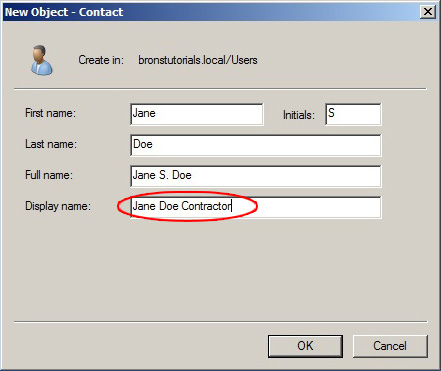 New Object - Contact
Create in: bronstutorials.local/Users
First name: Jane Initials: S
Last name: Doe
Full name: Jane S. Doe
Display name: Jane Doe Contractor
OK Cancel